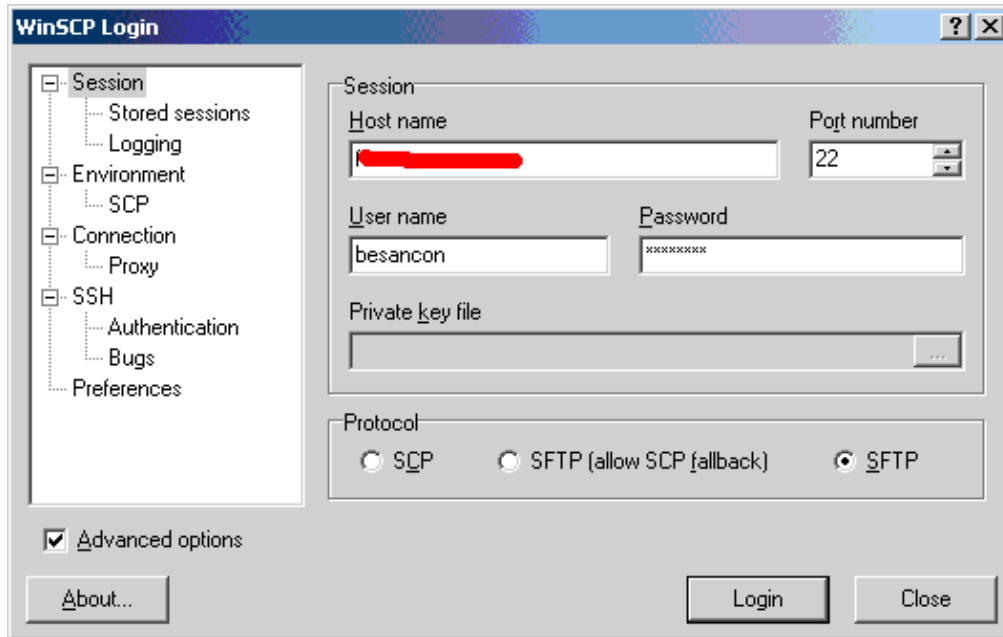 WinSCP Login
Session
Stored sessions
Logging
Environment
SCP
Connection
Proxy
SSH
Authentication
Bugs
Preferences
Session
Host name
Port number
22
User name
Password
besancon
********
Private key file
...
Protocol
SCP
SFTP (allow SCP fallback)
SFTP
Advanced options
About...
Login
Close